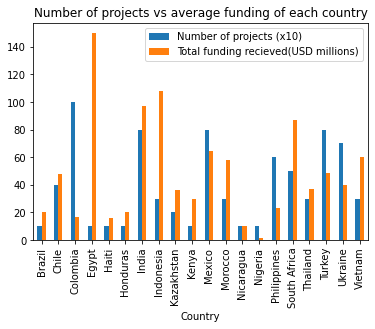 Number of projects vs average funding of each country
Number of projects (x10)
Total funding recieved(USD millions)
140
120
100
80
60
40
20
0
Brazil
Chile
Colombia
Egypt
Haiti
Honduras
India
Indonesia
Kazakhstan
Kenya
Mexico
Morocco
Nicaragua
Nigeria
Philippines
South Africa
Thailand
Turkey
Ukraine
Vietnam
Country